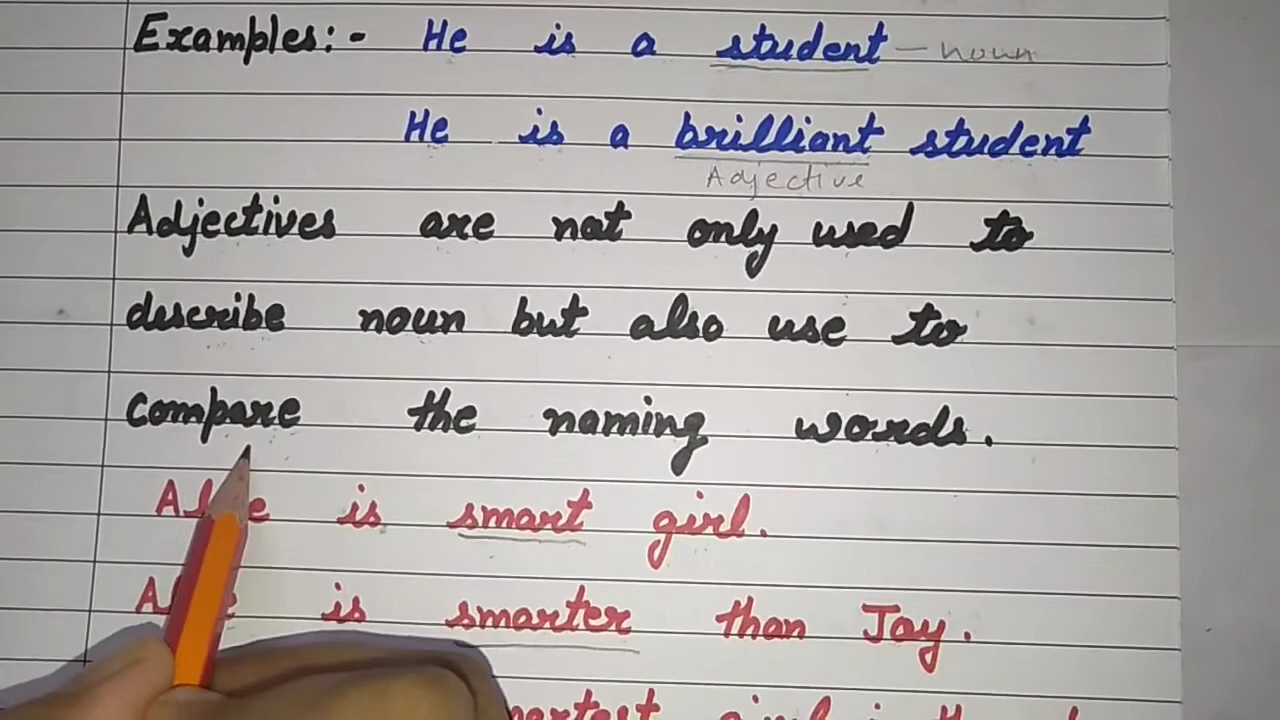 Examples:- He is a student - noun
He is a brilliant student
Adjective
Adjectives are not only used to
describe noun but also use to
compare the naming words.
is smart girl.
is smarter than Jay.
girl